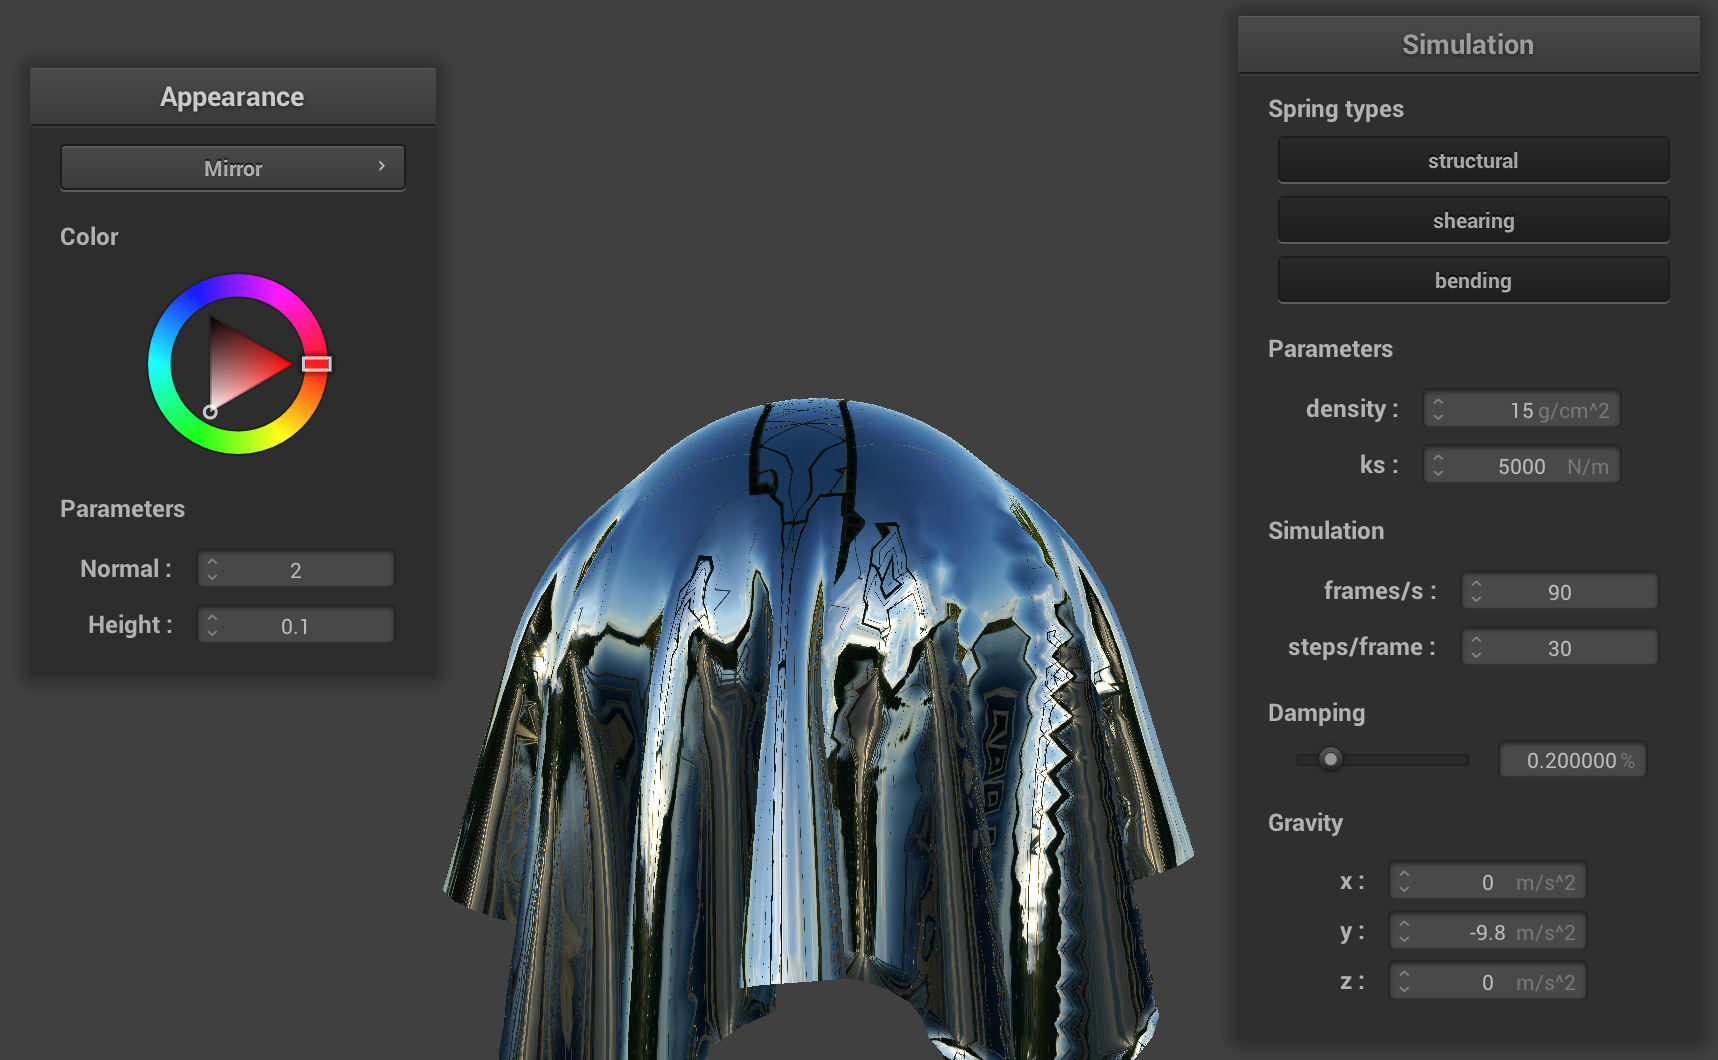 Appearance
Mirror
Color
Parameters
Normal : 2
Height : 0.1
Simulation
Spring types
structural
shearing
bending
Parameters
density : 15 g/cm^2
ks : 5000 N/m
Simulation
frames/s : 90
steps/frame : 30
Damping
0.200000 %
Gravity
x : 0 m/s^2
y : -9.8 m/s^2
z : 0 m/s^2